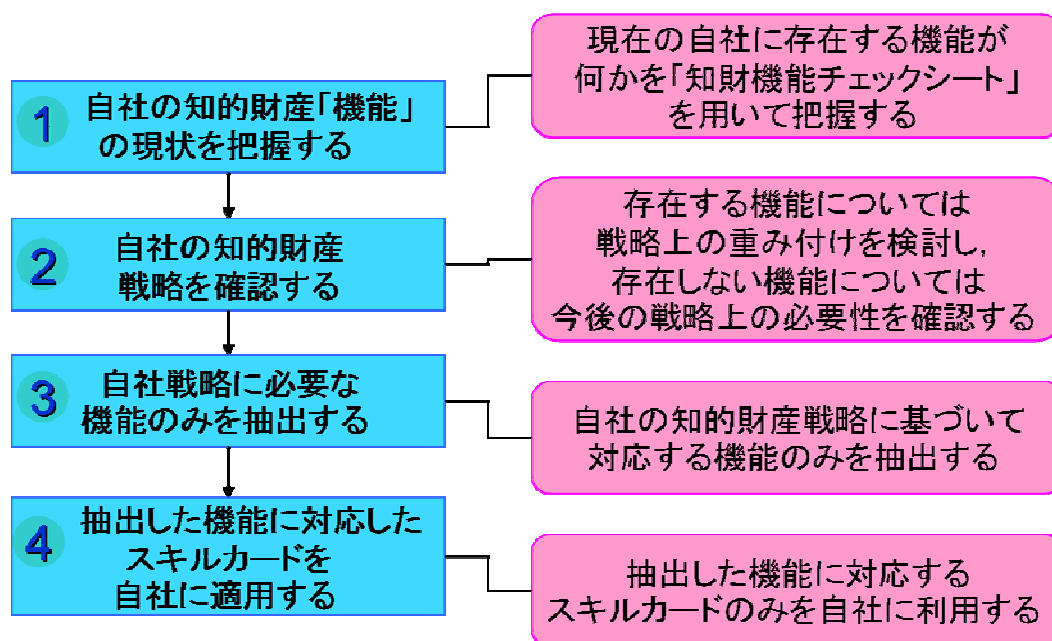 1
自社の知的財産「機能」
の現状を把握する
現在の自社に存在する機能が
何かを「知財機能チェックシート」
を用いて把握する
2
自社の知的財産
戦略を確認する
存在する機能については
戦略上の重み付けを検討し,
存在しない機能については
今後の戦略上の必要性を確認する
3
自社戦略に必要な
機能のみを抽出する
自社の知的財産戦略に基づいて
対応する機能のみを抽出する
4
抽出した機能に対応した
スキルカードを
自社に適用する
抽出した機能に対応する
スキルカードのみを自社に利用する